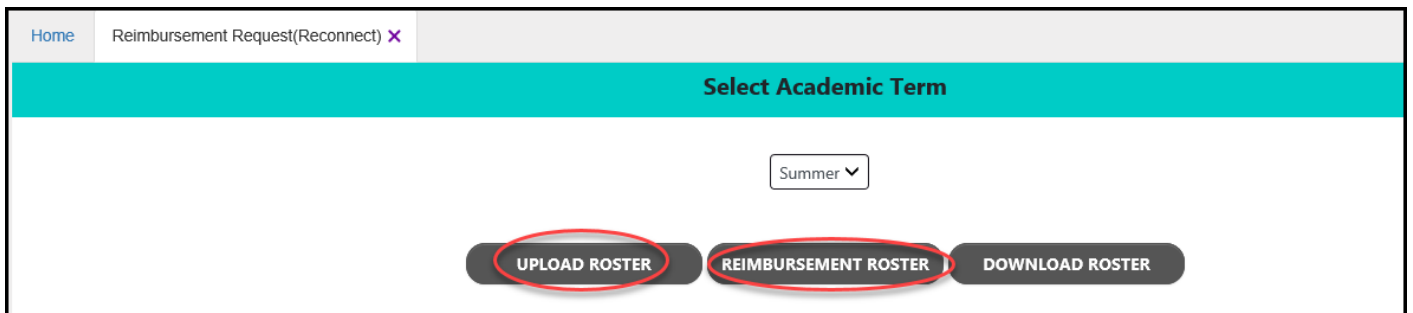 Home Reimbursement Request(Reconnect) X
Select Academic Term
Summer
UPLOAD ROSTER REIMBURSEMENT ROSTER DOWNLOAD ROSTER